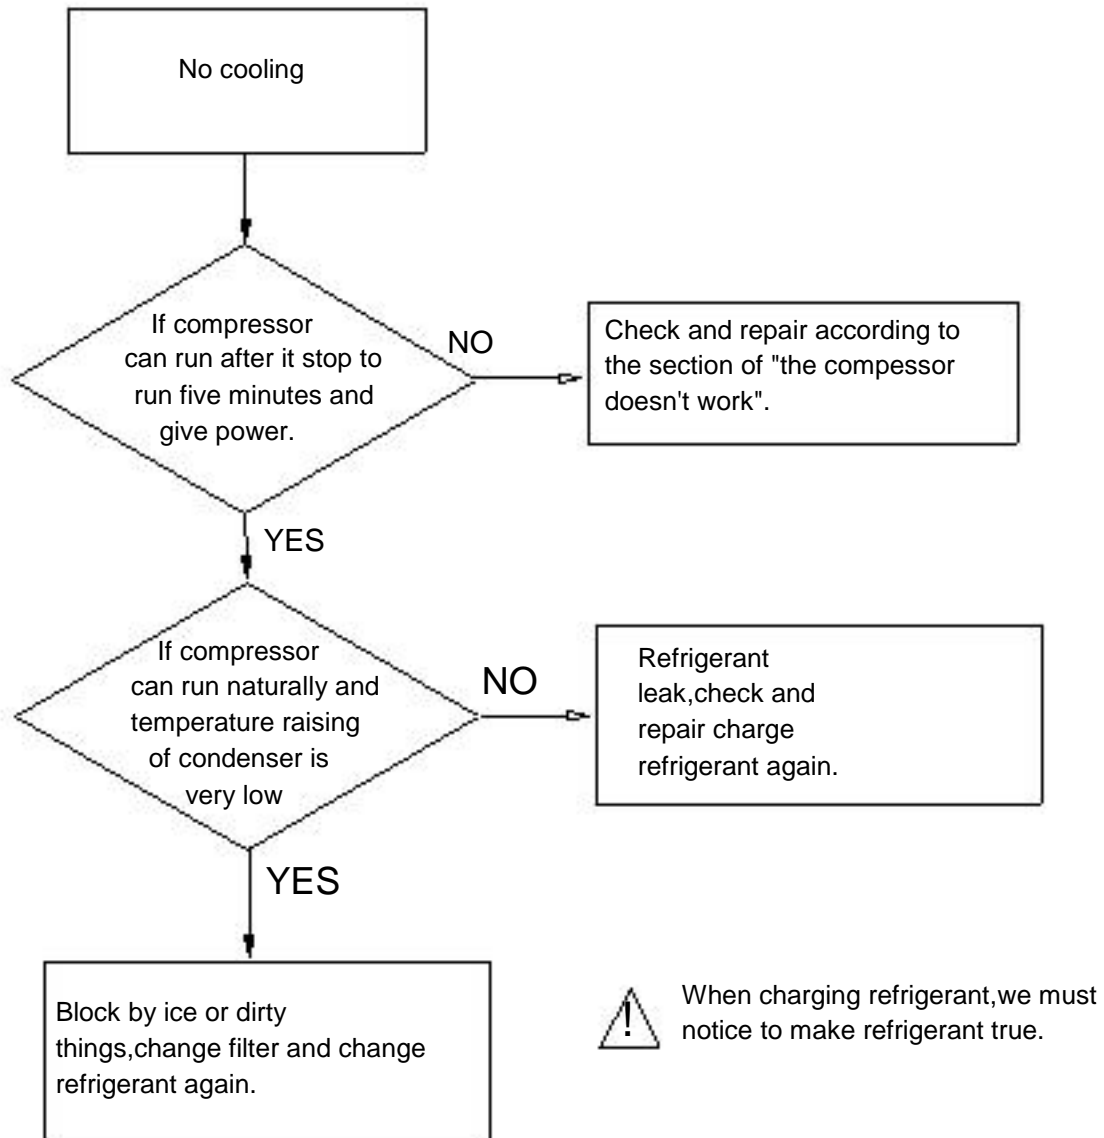 No cooling
If compressor
can run after it stop to
run five minutes and
give power.
NO
Check and repair according to
the section of "the compessor
doesn't work".
YES
If compressor
can run naturally and
temperature raising
of condenser is
very low
NO
Refrigerant
leak,check and
repair charge
refrigerant again.
YES
Block by ice or dirty
things,change filter and change
refrigerant again.
!
When charging refrigerant,we must
notice to make refrigerant true.